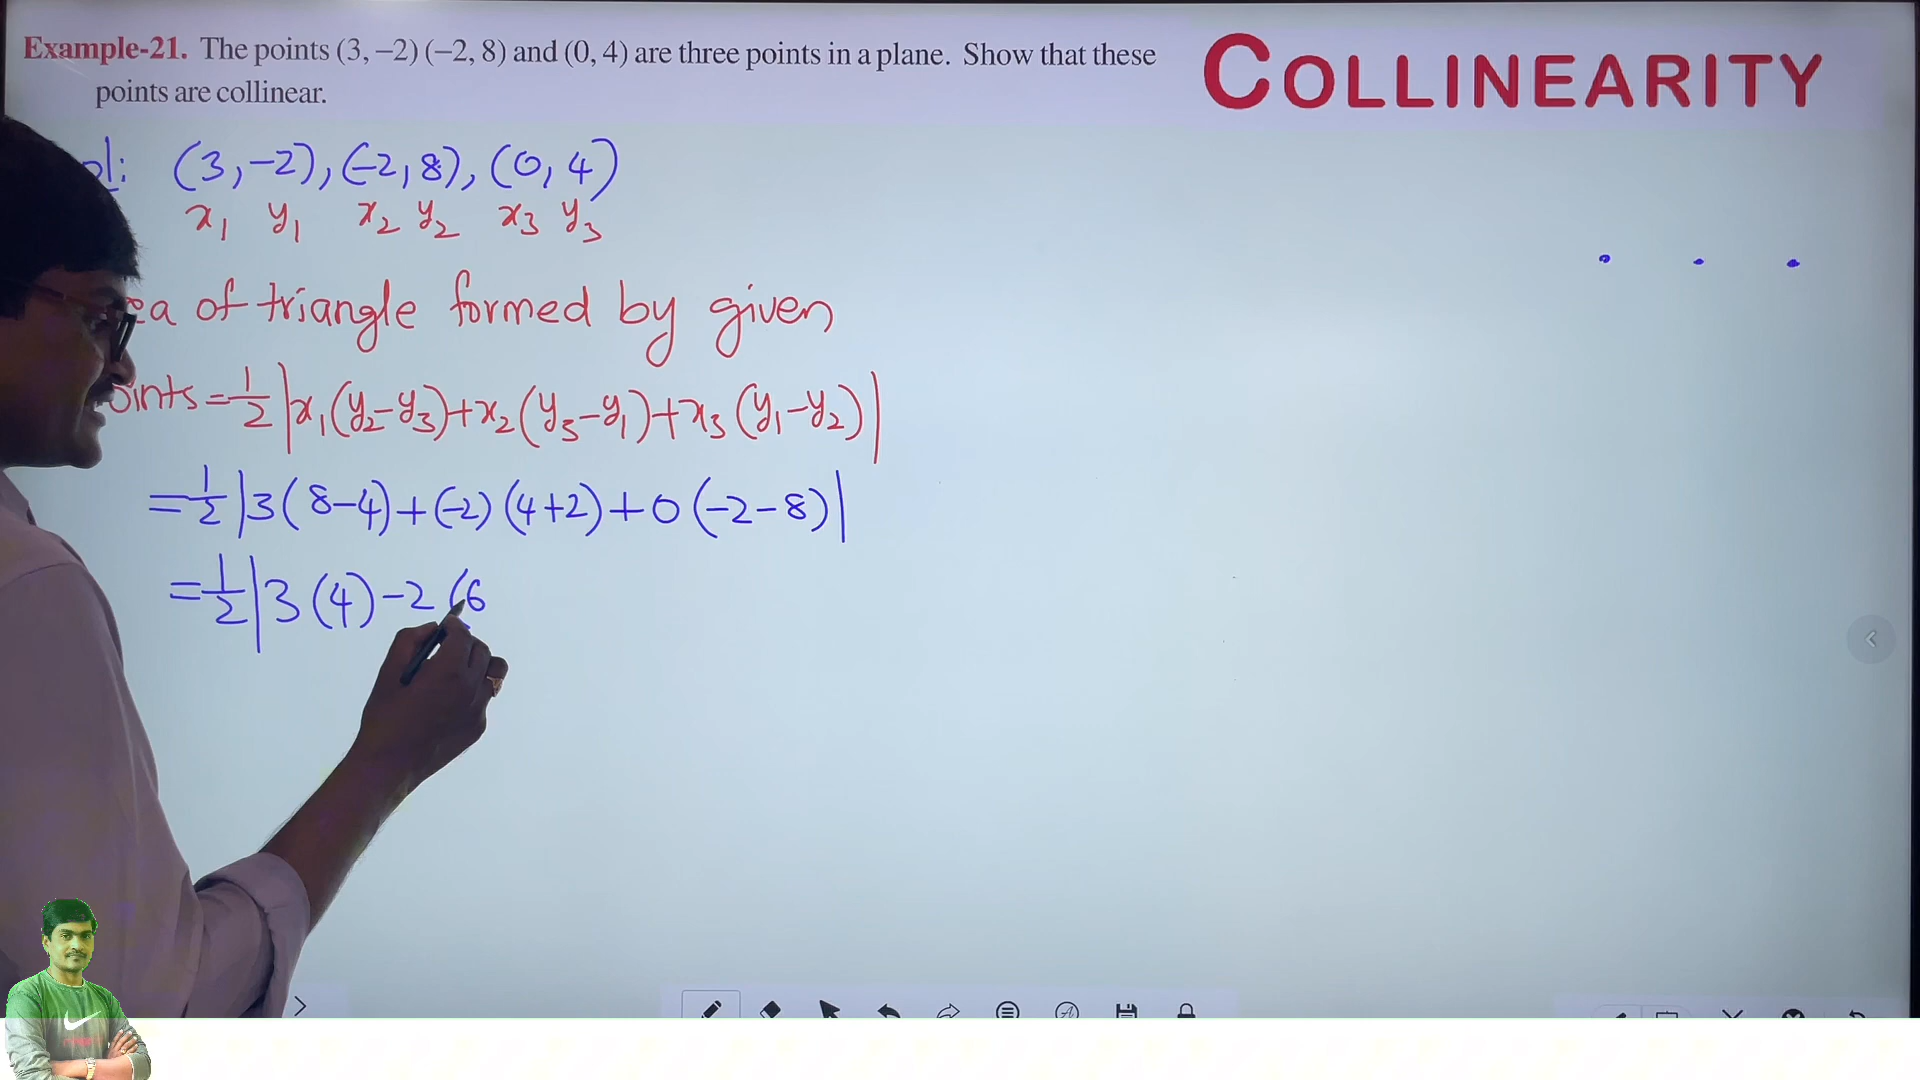 Example-21. The points (3, –2) (–2, 8) and (0, 4) are three points in a plane. Show that these
points are collinear.
COLLINEARITY
ol: (3, -2), (-2, 8), (0, 4)
x₁ y₁ x₂ y₂ x₃ y₃
ea of triangle formed by given
oints = 1/2 |x₁(y₂-y₃)+x₂(y₃-y₁)+x₃(y₁-y₂)|
= 1/2 |3(8-4)+(-2)(4+2)+0(-2-8)|
= 1/2 |3(4)-2(6